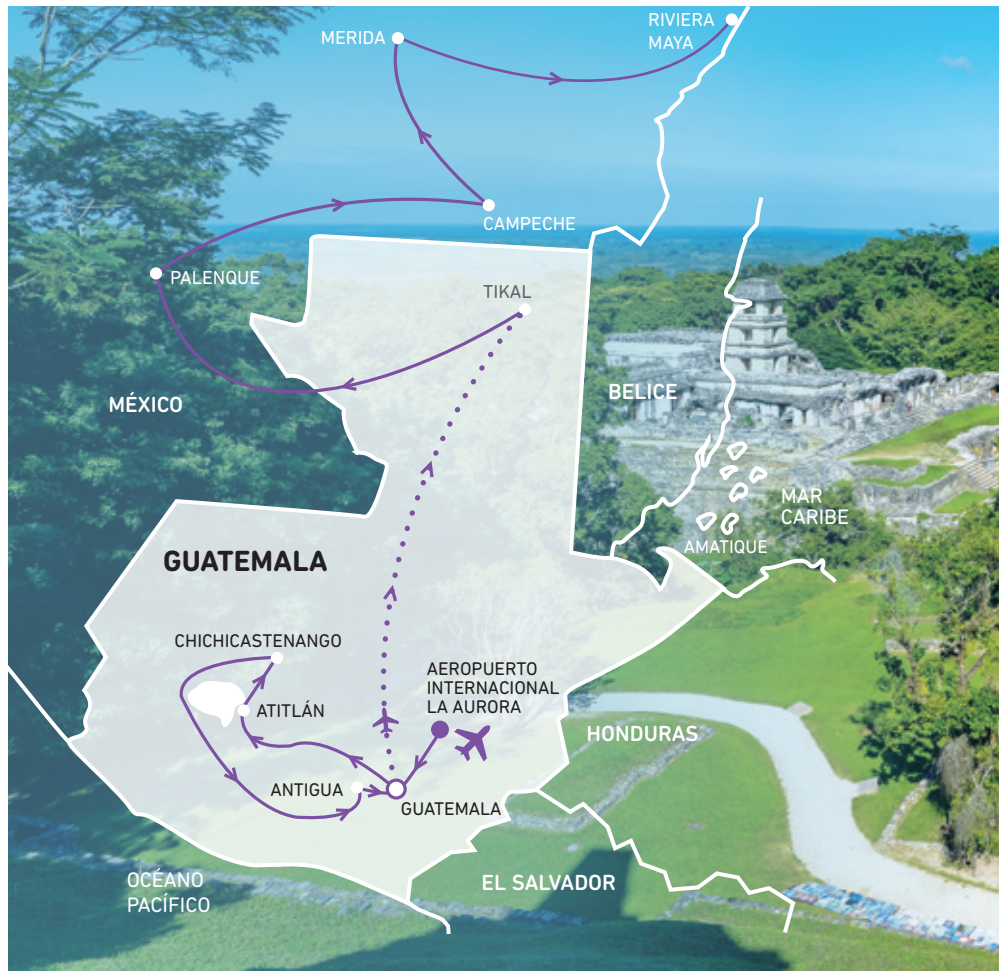 RIVIERA
MAYA
MERIDA
CAMPECHE
PALENQUE
TIKAL
MÉXICO
BELICE
MAR
CARIBE
AMATIQUE
GUATEMALA
CHICHICASTENANGO
AEROPUERTO
INTERNACIONAL
LA AURORA
ATITLÁN
HONDURAS
ANTIGUA
GUATEMALA
OCÉANO
PACÍFICO
EL SALVADOR